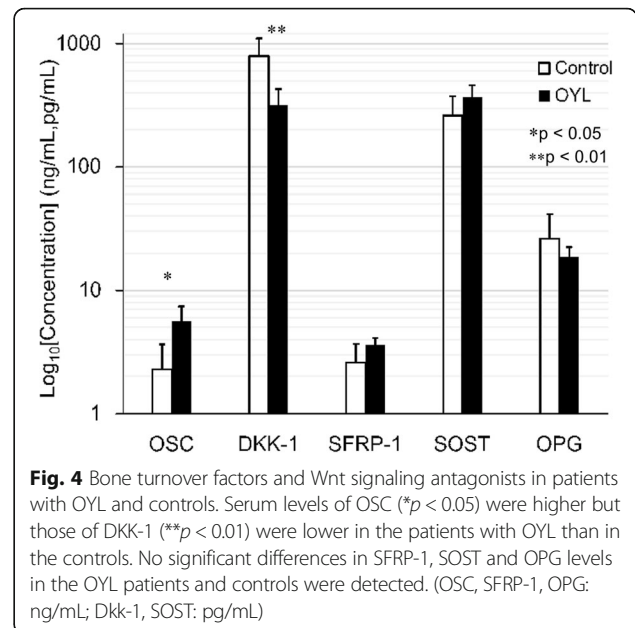 Log10[Concentration] (ng/mL,pg/mL)
1000
100
10
1
**
*
Control
OYL
*p < 0.05
**p < 0.01
OSC DKK-1 SFRP-1 SOST OPG
Fig. 4 Bone turnover factors and Wnt signaling antagonists in patients
with OYL and controls. Serum levels of OSC (*p < 0.05) were higher but
those of DKK-1 (**p < 0.01) were lower in the patients with OYL than in
the controls. No significant differences in SFRP-1, SOST and OPG levels
in the OYL patients and controls were detected. (OSC, SFRP-1, OPG:
ng/mL; Dkk-1, SOST: pg/mL)